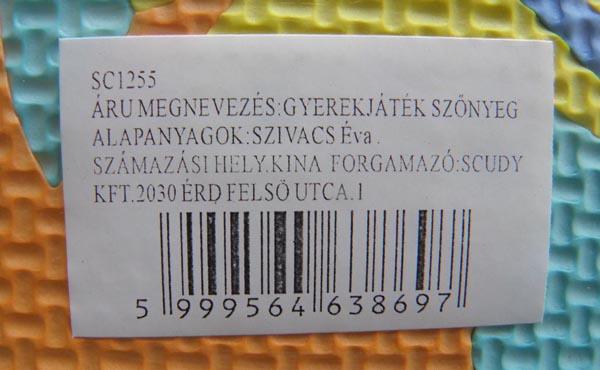 SC1255
ÁRU MEGNEVEZÉS:GYEREKJÁTÉK SZŐNYEG
ALAPANYAGOK:SZIVACS Éva .
SZÁMAZÁSI HELY.KINA FORGAMAZÓ:SCUDY
KFT.2030 ÉRD FELSÖ UTCA.1
5 999564 638697